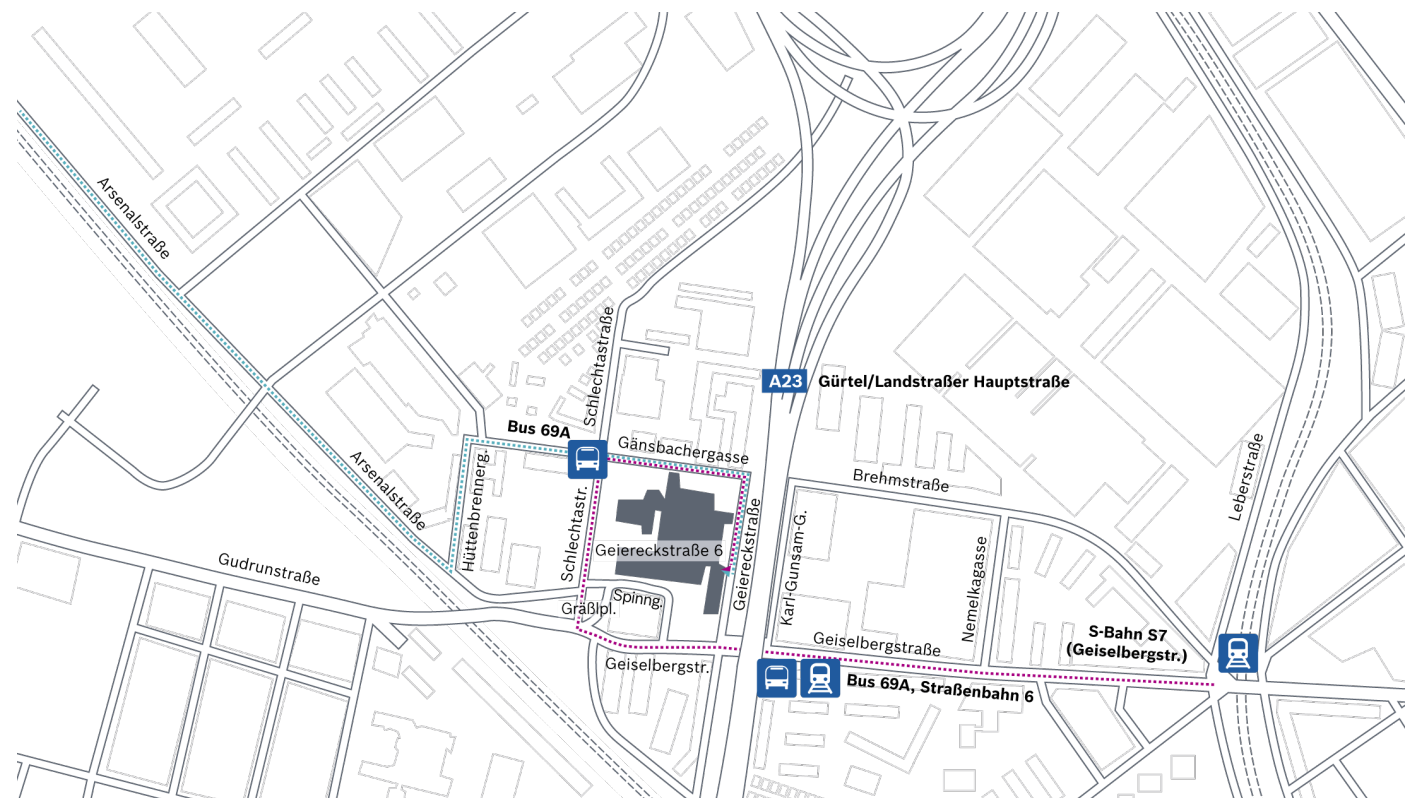 Arsenalstraße
Schlechtastraße
A23
Gürtel/Landstraßer Hauptstraße
Bus 69A
Gänsbachergasse
Arsenalstraße
Hüttenbrennerg.
Schlechtastr.
Geiereckstraße 6
Geiereckstraße
Brehmstraße
Leberstraße
Karl-Gunsam-G.
Nemelkagasse
Gudrunstraße
Gräßlpl.
Spinng.
Geiselbergstr.
Geiselbergstraße
S-Bahn S7
(Geiselbergstr.)
Bus 69A, Straßenbahn 6